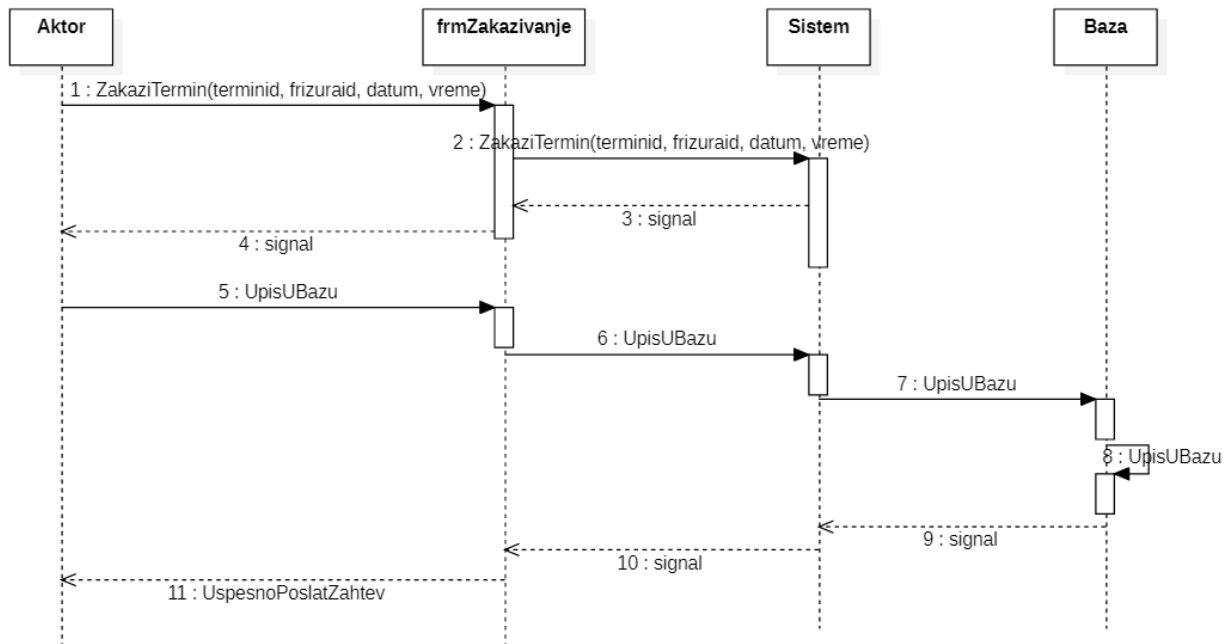 Aktor
frmZakazivanje
Sistem
Baza
1 : ZakaziTermin(terminid, frizuraid, datum, vreme)
2 : ZakaziTermin(terminid, frizuraid, datum, vreme)
3 : signal
4 : signal
5 : UpisUBazu
6 : UpisUBazu
7 : UpisUBazu
8 : UpisUBazu
9 : signal
10 : signal
11 : UspesnoPoslatZahtev